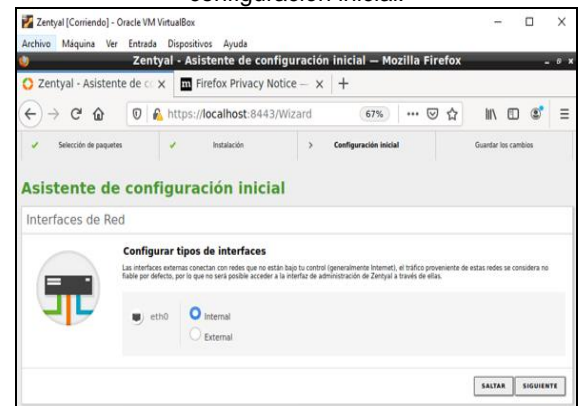 configuración inicial.
Zentyal [Corriendo] - Oracle VM VirtualBox
Archivo Máquina Ver Entrada Dispositivos Ayuda
Zentyal - Asistente de configuración inicial — Mozilla Firefox
Zentyal - Asistente de co Firefox Privacy Notice —
https://localhost:8443/Wizard 67%
Selección de paquetes Instalación Configuración inicial Guardar los cambios
Asistente de configuración inicial
Interfaces de Red
Configurar tipos de interfaces
Las interfaces externas conectan con redes que no están bajo tu control (generalmente Internet), el tráfico proveniente de estas redes se considera no
fiable por defecto, por lo que no será posible acceder a la interfaz de administración de Zentyal a través de ellas.
eth0 Internal
External
SALTAR SIGUIENTE